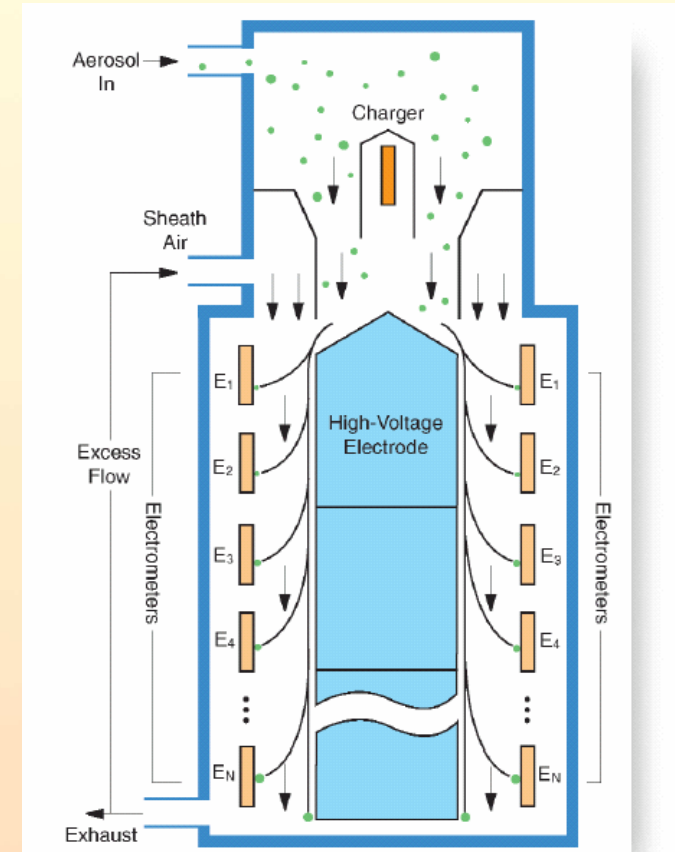 Aerosol
In
Charger
Sheath
Air
E1
E1
High-Voltage
Electrode
Excess
Flow
E2
E2
Electrometers
Electrometers
E3
E3
E4
E4
EN
EN
Exhaust